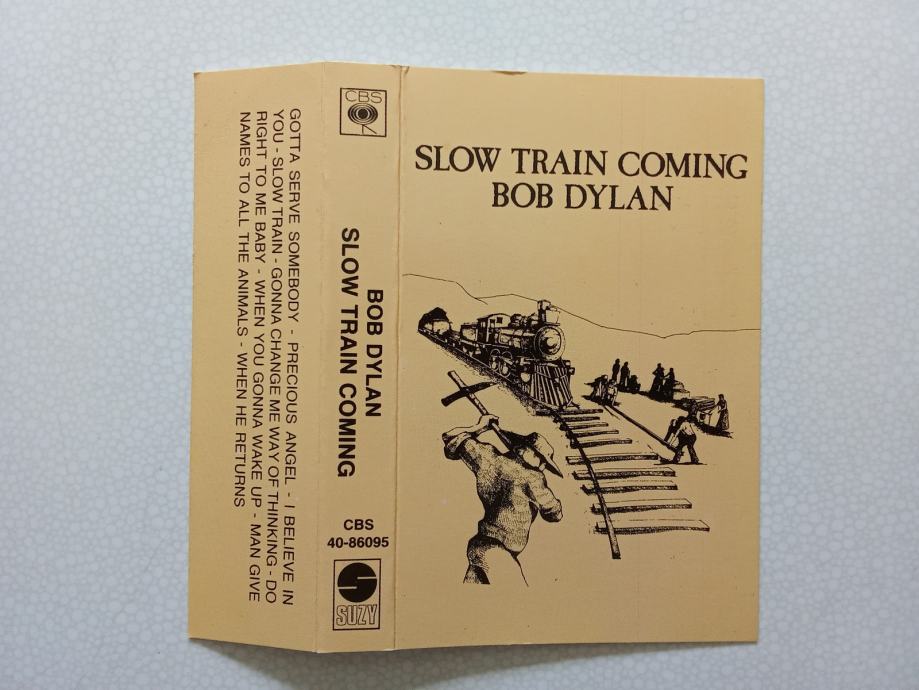 GOTTA SERVE SOMEBODY - PRECIOUS ANGEL - I BELIEVE IN
YOU - SLOW TRAIN - GONNA CHANGE ME WAY OF THINKING - DO
RIGHT TO ME BABY - WHEN YOU GONNA WAKE UP - MAN GIVE
NAMES TO ALL THE ANIMALS - WHEN HE RETURNS
CBS
BOB DYLAN
SLOW TRAIN COMING
CBS
40-86095
SUZY
SLOW TRAIN COMING
BOB DYLAN